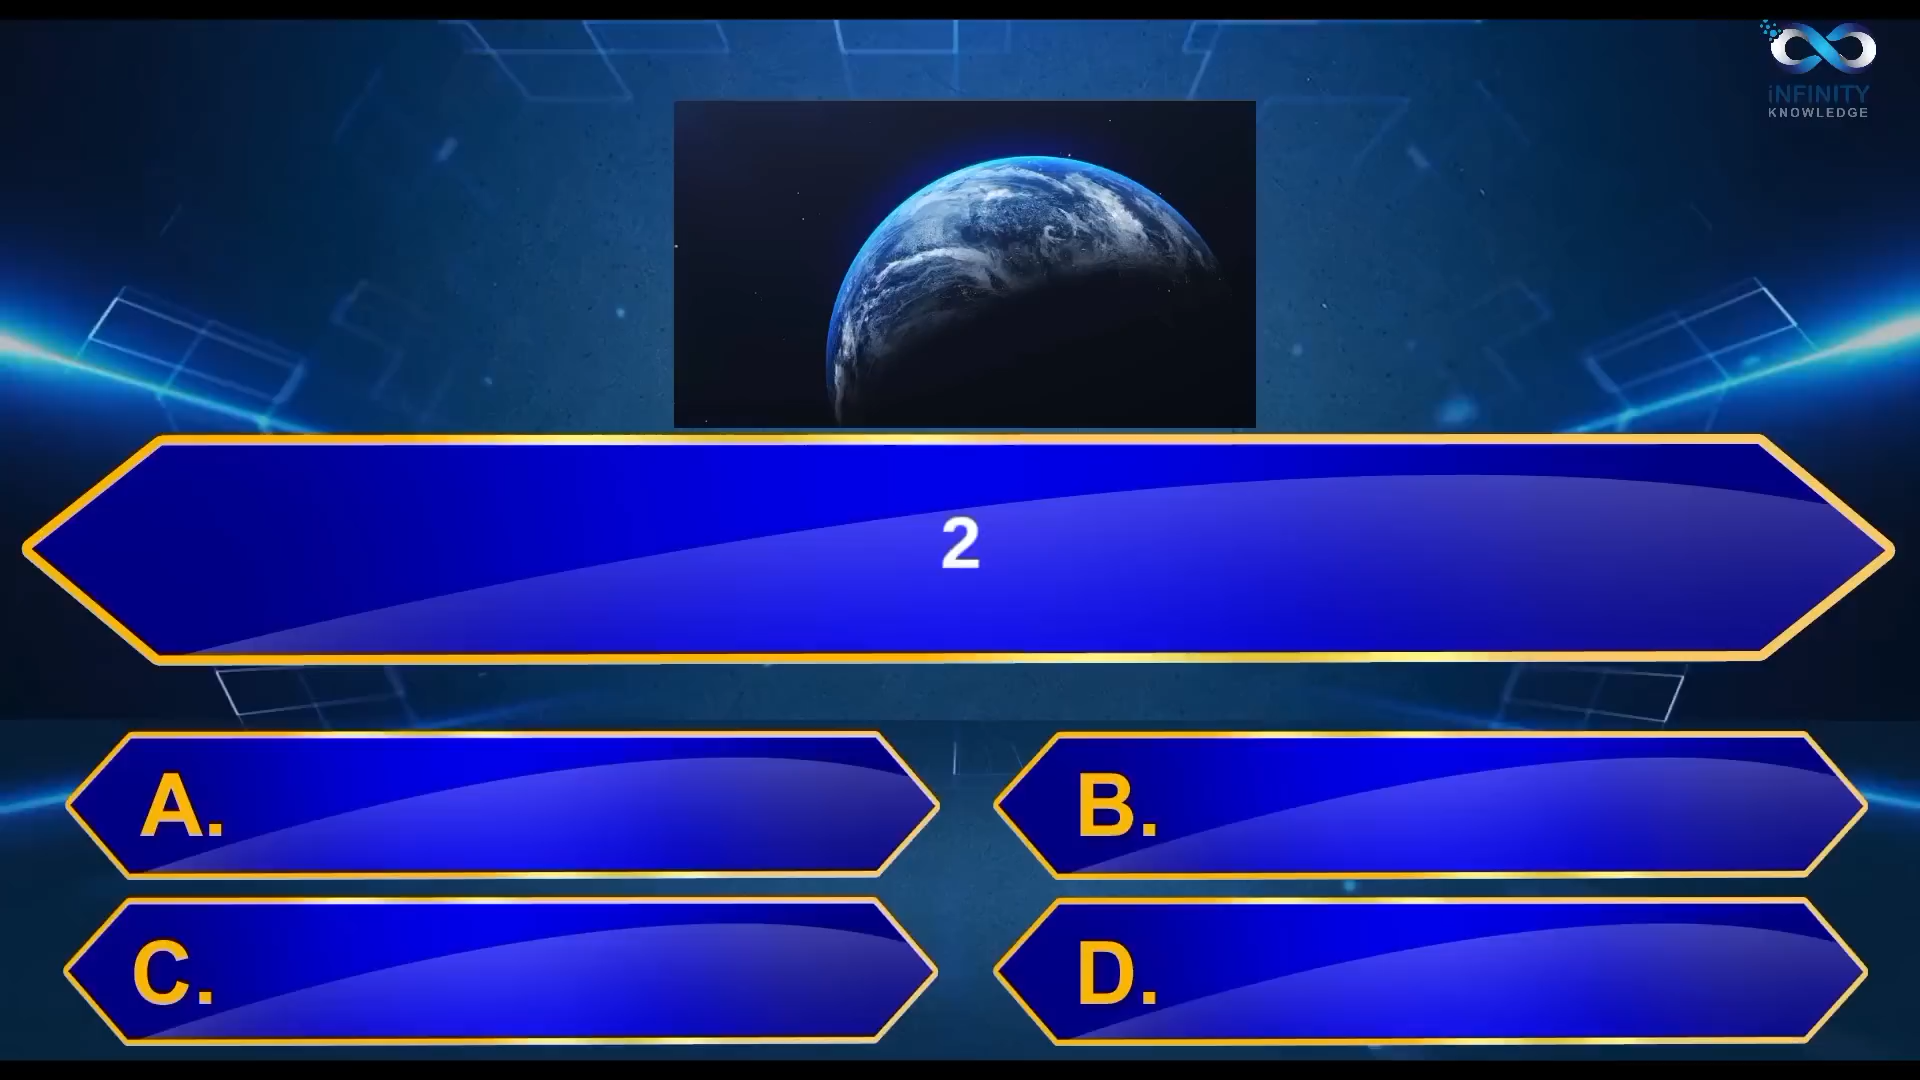 iNFINITY
KNOWLEDGE
2
A.
B.
C.
D.